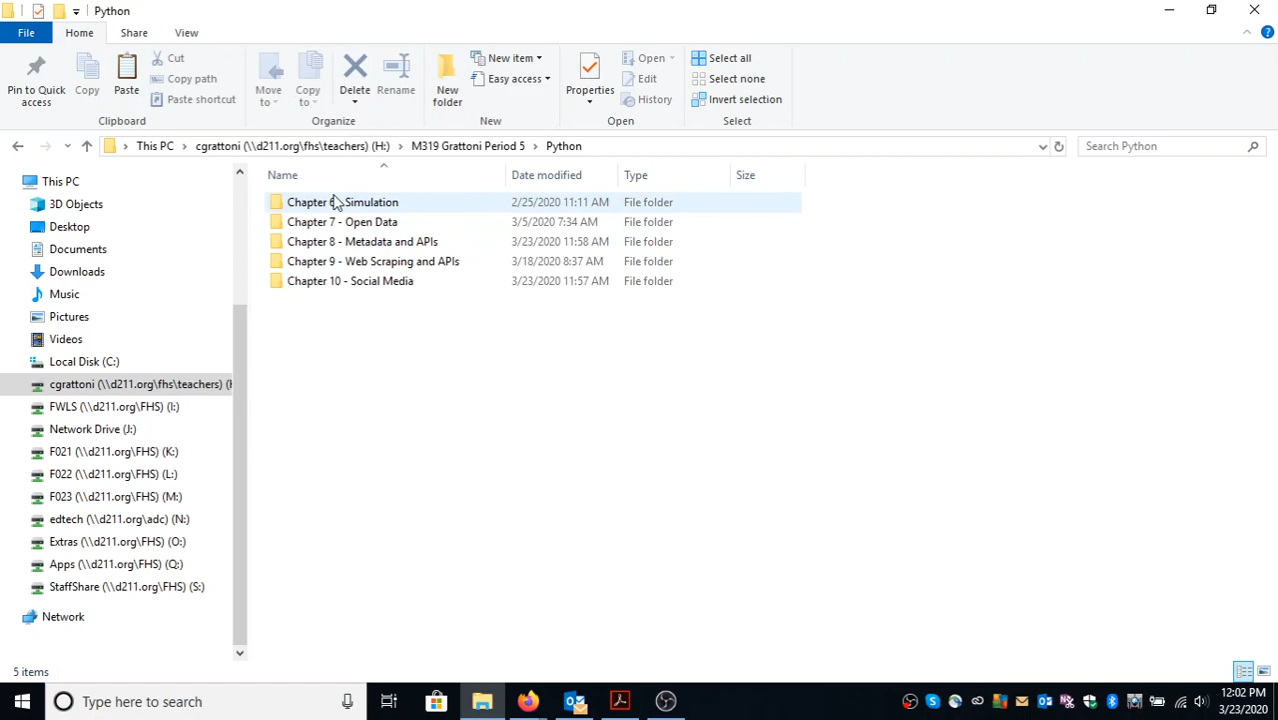 Python
File Home Share View
Pin to Quick access
Copy
Paste
Cut
Copy path
Paste shortcut
Clipboard
Move to
Copy to
Delete
Rename
Organize
New folder
New item
Easy access
New
Properties
Open
Edit
History
Open
Select all
Select none
Invert selection
Select
This PC > cgrattoni (\\d211.org\fhs\teachers) (H:) > M319 Grattoni Period 5 > Python
Search Python
Name Date modified Type Size
Chapter 6 - Simulation 2/25/2020 11:11 AM File folder
Chapter 7 - Open Data 3/5/2020 7:34 AM File folder
Chapter 8 - Metadata and APIs 3/23/2020 11:58 AM File folder
Chapter 9 - Web Scraping and APIs 3/18/2020 8:37 AM File folder
Chapter 10 - Social Media 3/23/2020 11:57 AM File folder
This PC
3D Objects
Desktop
Documents
Downloads
Music
Pictures
Videos
Local Disk (C:)
cgrattoni (\\d211.org\fhs\teachers) (H
FWLS (\\d211.org\FHS) (I:)
Network Drive (J:)
F021 (\\d211.org\FHS) (K:)
F022 (\\d211.org\FHS) (L:)
F023 (\\d211.org\FHS) (M:)
edtech (\\d211.org\adc) (N:)
Extras (\\d211.org\FHS) (O:)
Apps (\\d211.org\FHS) (Q:)
StaffShare (\\d211.org\FHS) (S:)
Network
5 items
Type here to search
12:02 PM
3/23/2020